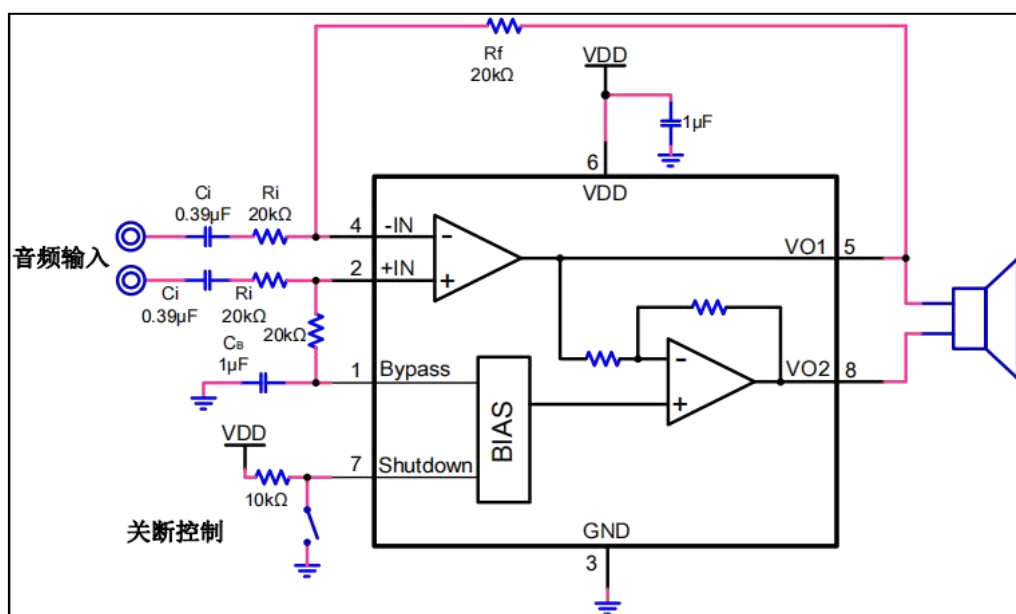 Rf
20kΩ
VDD
1μF
6
VDD
Ci
0.39μF
Ri
20kΩ
4
-IN
VO1
5
音频输入
2
+IN
Ci
0.39μF
Ri
20kΩ
20kΩ
CB
1μF
1
Bypass
VO2
8
BIAS
VDD
7
Shutdown
10kΩ
关断控制
GND
3